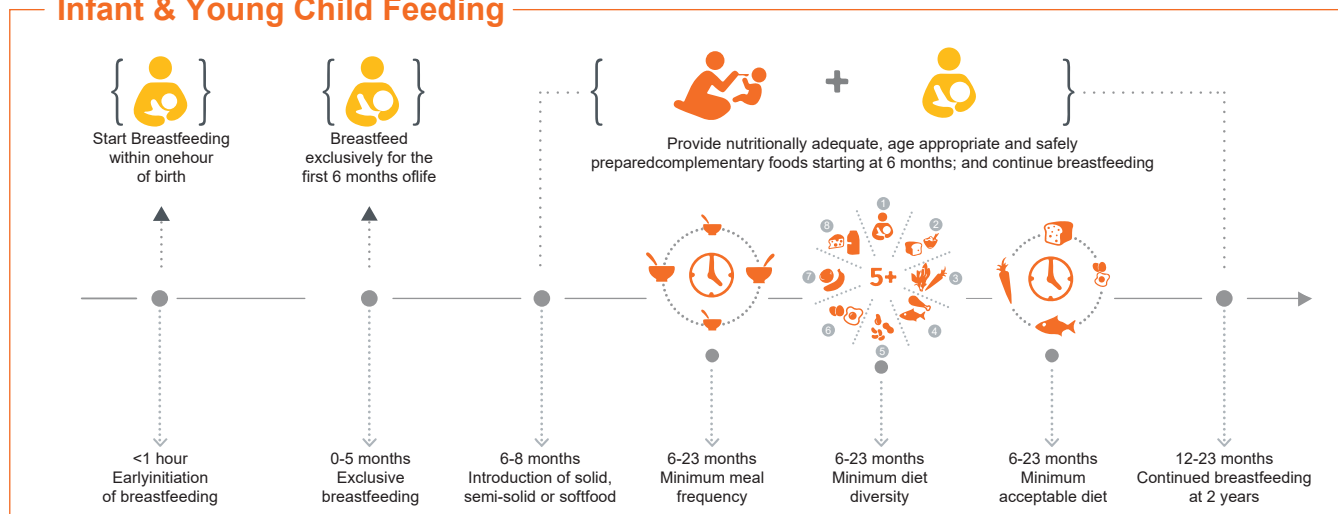 Infant & Young Child Feeding
Start Breastfeeding
within onehour
of birth
Breastfeed
exclusively for the
first 6 months oflife
Provide nutritionally adequate, age appropriate and safely
preparedcomplementary foods starting at 6 months; and continue breastfeeding
1
2
3
4
5
6
7
8
5+
<1 hour
Earlyinitiation
of breastfeeding
0-5 months
Exclusive
breastfeeding
6-8 months
Introduction of solid,
semi-solid or softfood
6-23 months
Minimum meal
frequency
6-23 months
Minimum diet
diversity
6-23 months
Minimum
acceptable diet
12-23 months
Continued breastfeeding
at 2 years